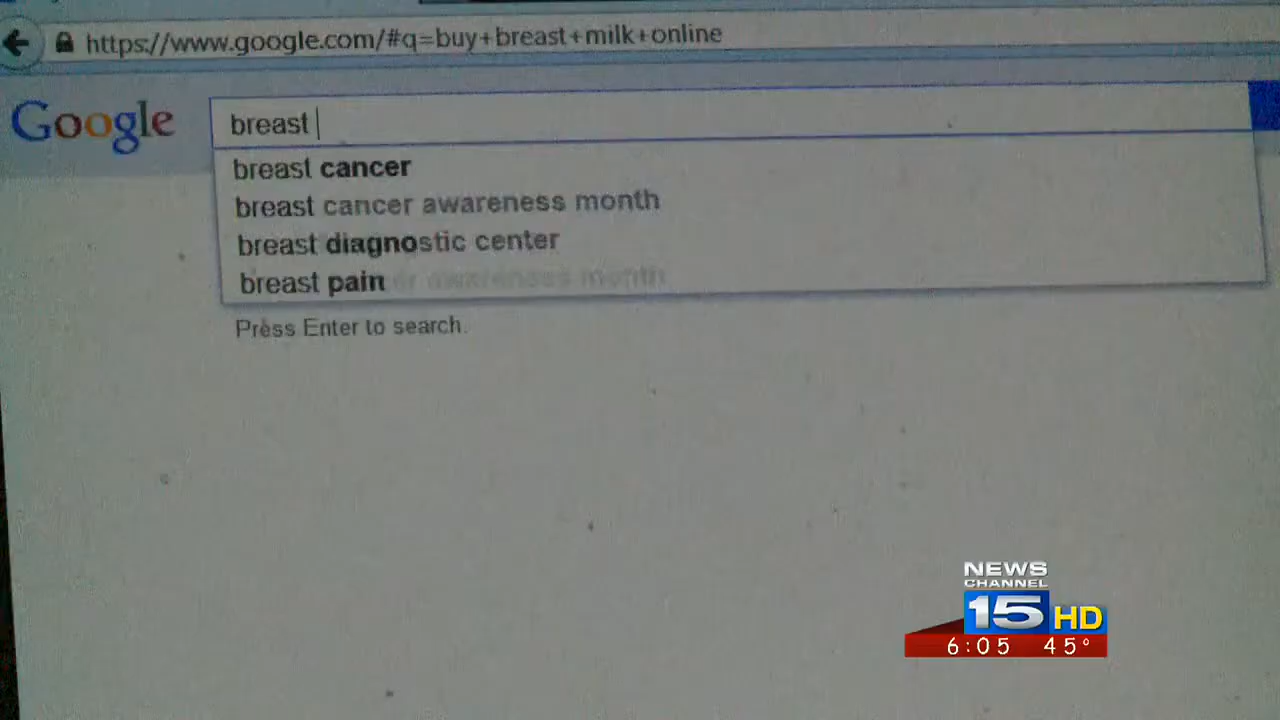 https://www.google.com/#q=buy+breast+milk+online
Google
breast
breast cancer
breast cancer awareness month
breast diagnostic center
breast pain
Press Enter to search.
NEWS
CHANNEL
15 HD
6:05 45°